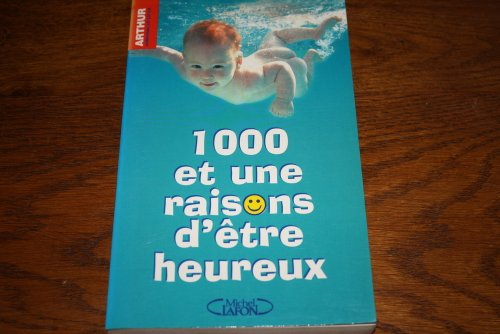 ARTHUR
1000
et une
raisons
d'être
heureux
Michel
LAFON